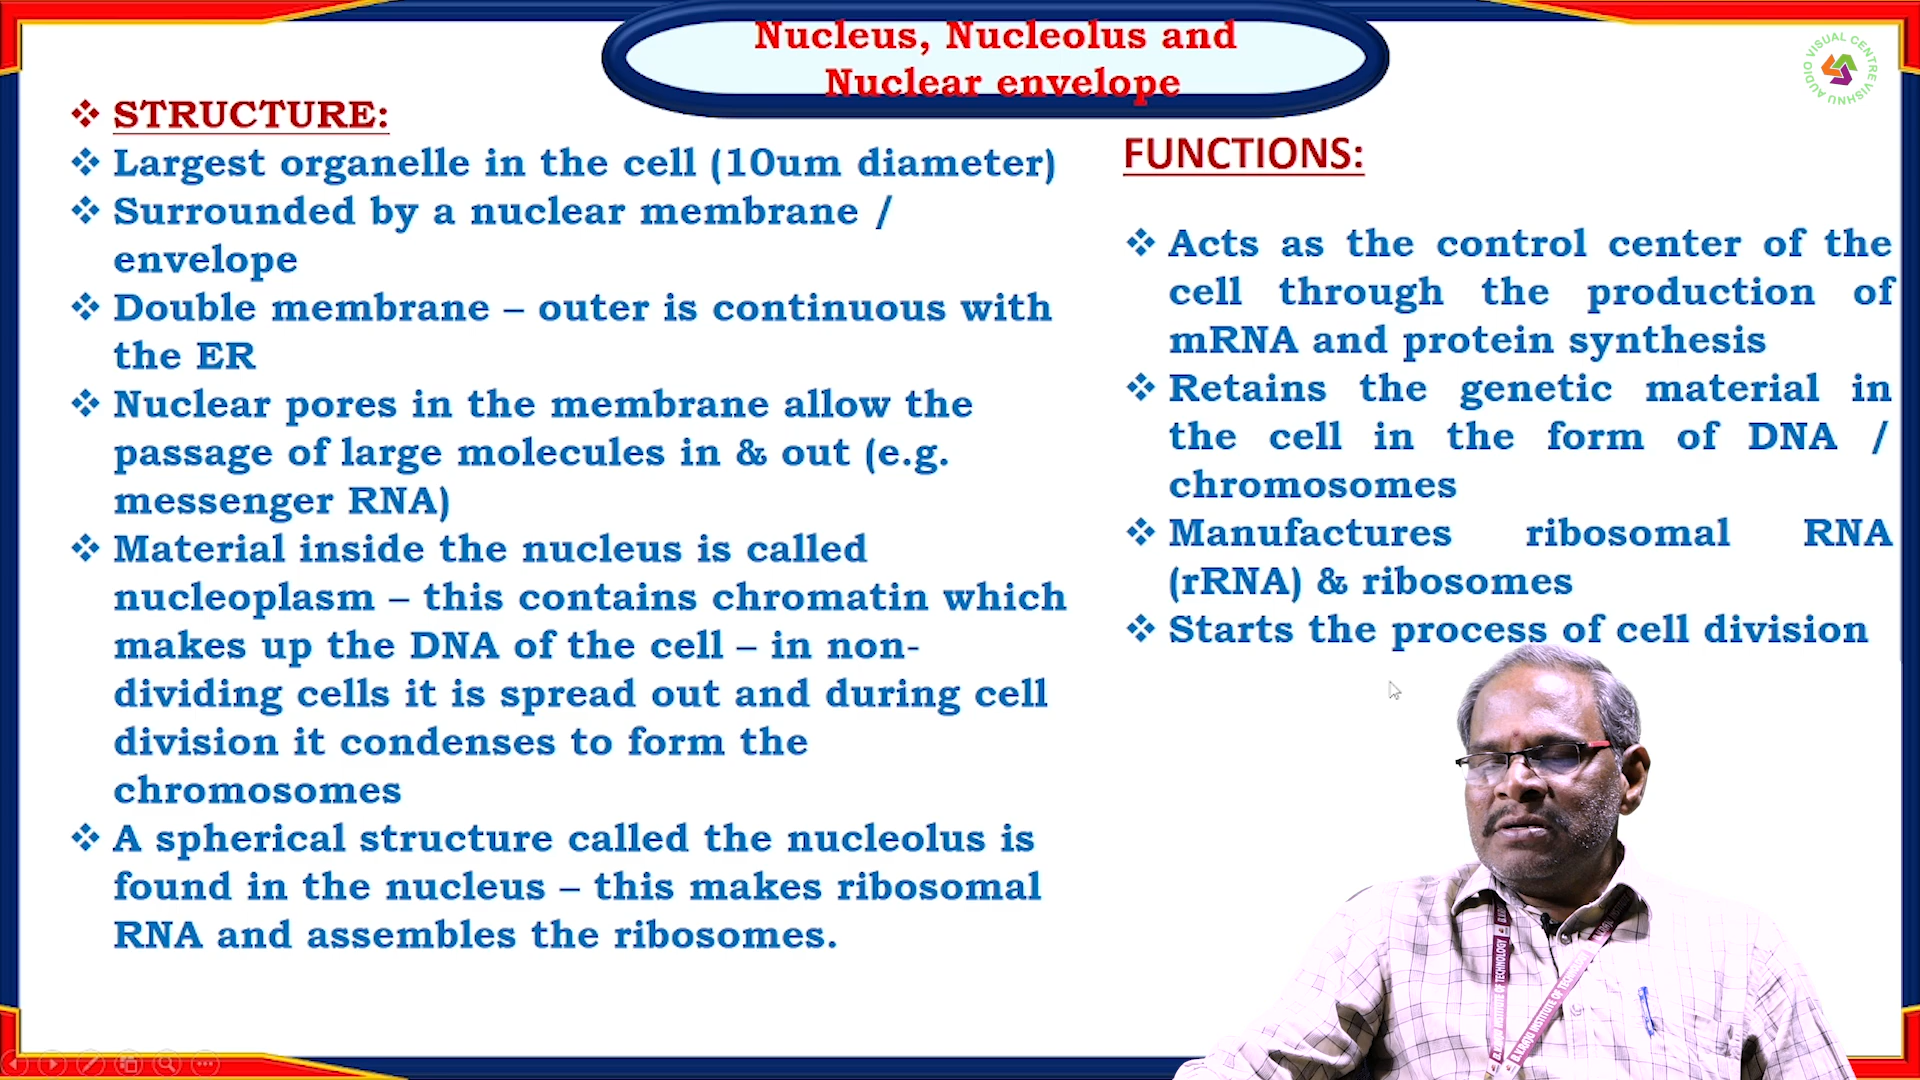 Nucleus, Nucleolus and
Nuclear envelope
AUDIO VISUAL CENTRE VISHNU
❖ STRUCTURE:
❖ Largest organelle in the cell (10um diameter)
❖ Surrounded by a nuclear membrane /
envelope
❖ Double membrane – outer is continuous with
the ER
❖ Nuclear pores in the membrane allow the
passage of large molecules in & out (e.g.
messenger RNA)
❖ Material inside the nucleus is called
nucleoplasm – this contains chromatin which
makes up the DNA of the cell – in non-
dividing cells it is spread out and during cell
division it condenses to form the
chromosomes
❖ A spherical structure called the nucleolus is
found in the nucleus – this makes ribosomal
RNA and assembles the ribosomes.
FUNCTIONS:
❖ Acts as the control center of the
cell through the production of
mRNA and protein synthesis
❖ Retains the genetic material in
the cell in the form of DNA /
chromosomes
❖ Manufactures ribosomal RNA
(rRNA) & ribosomes
❖ Starts the process of cell division
INSTITUTE OF TECHNOLOGY
INSTITUTE OF TECHNOLOGY